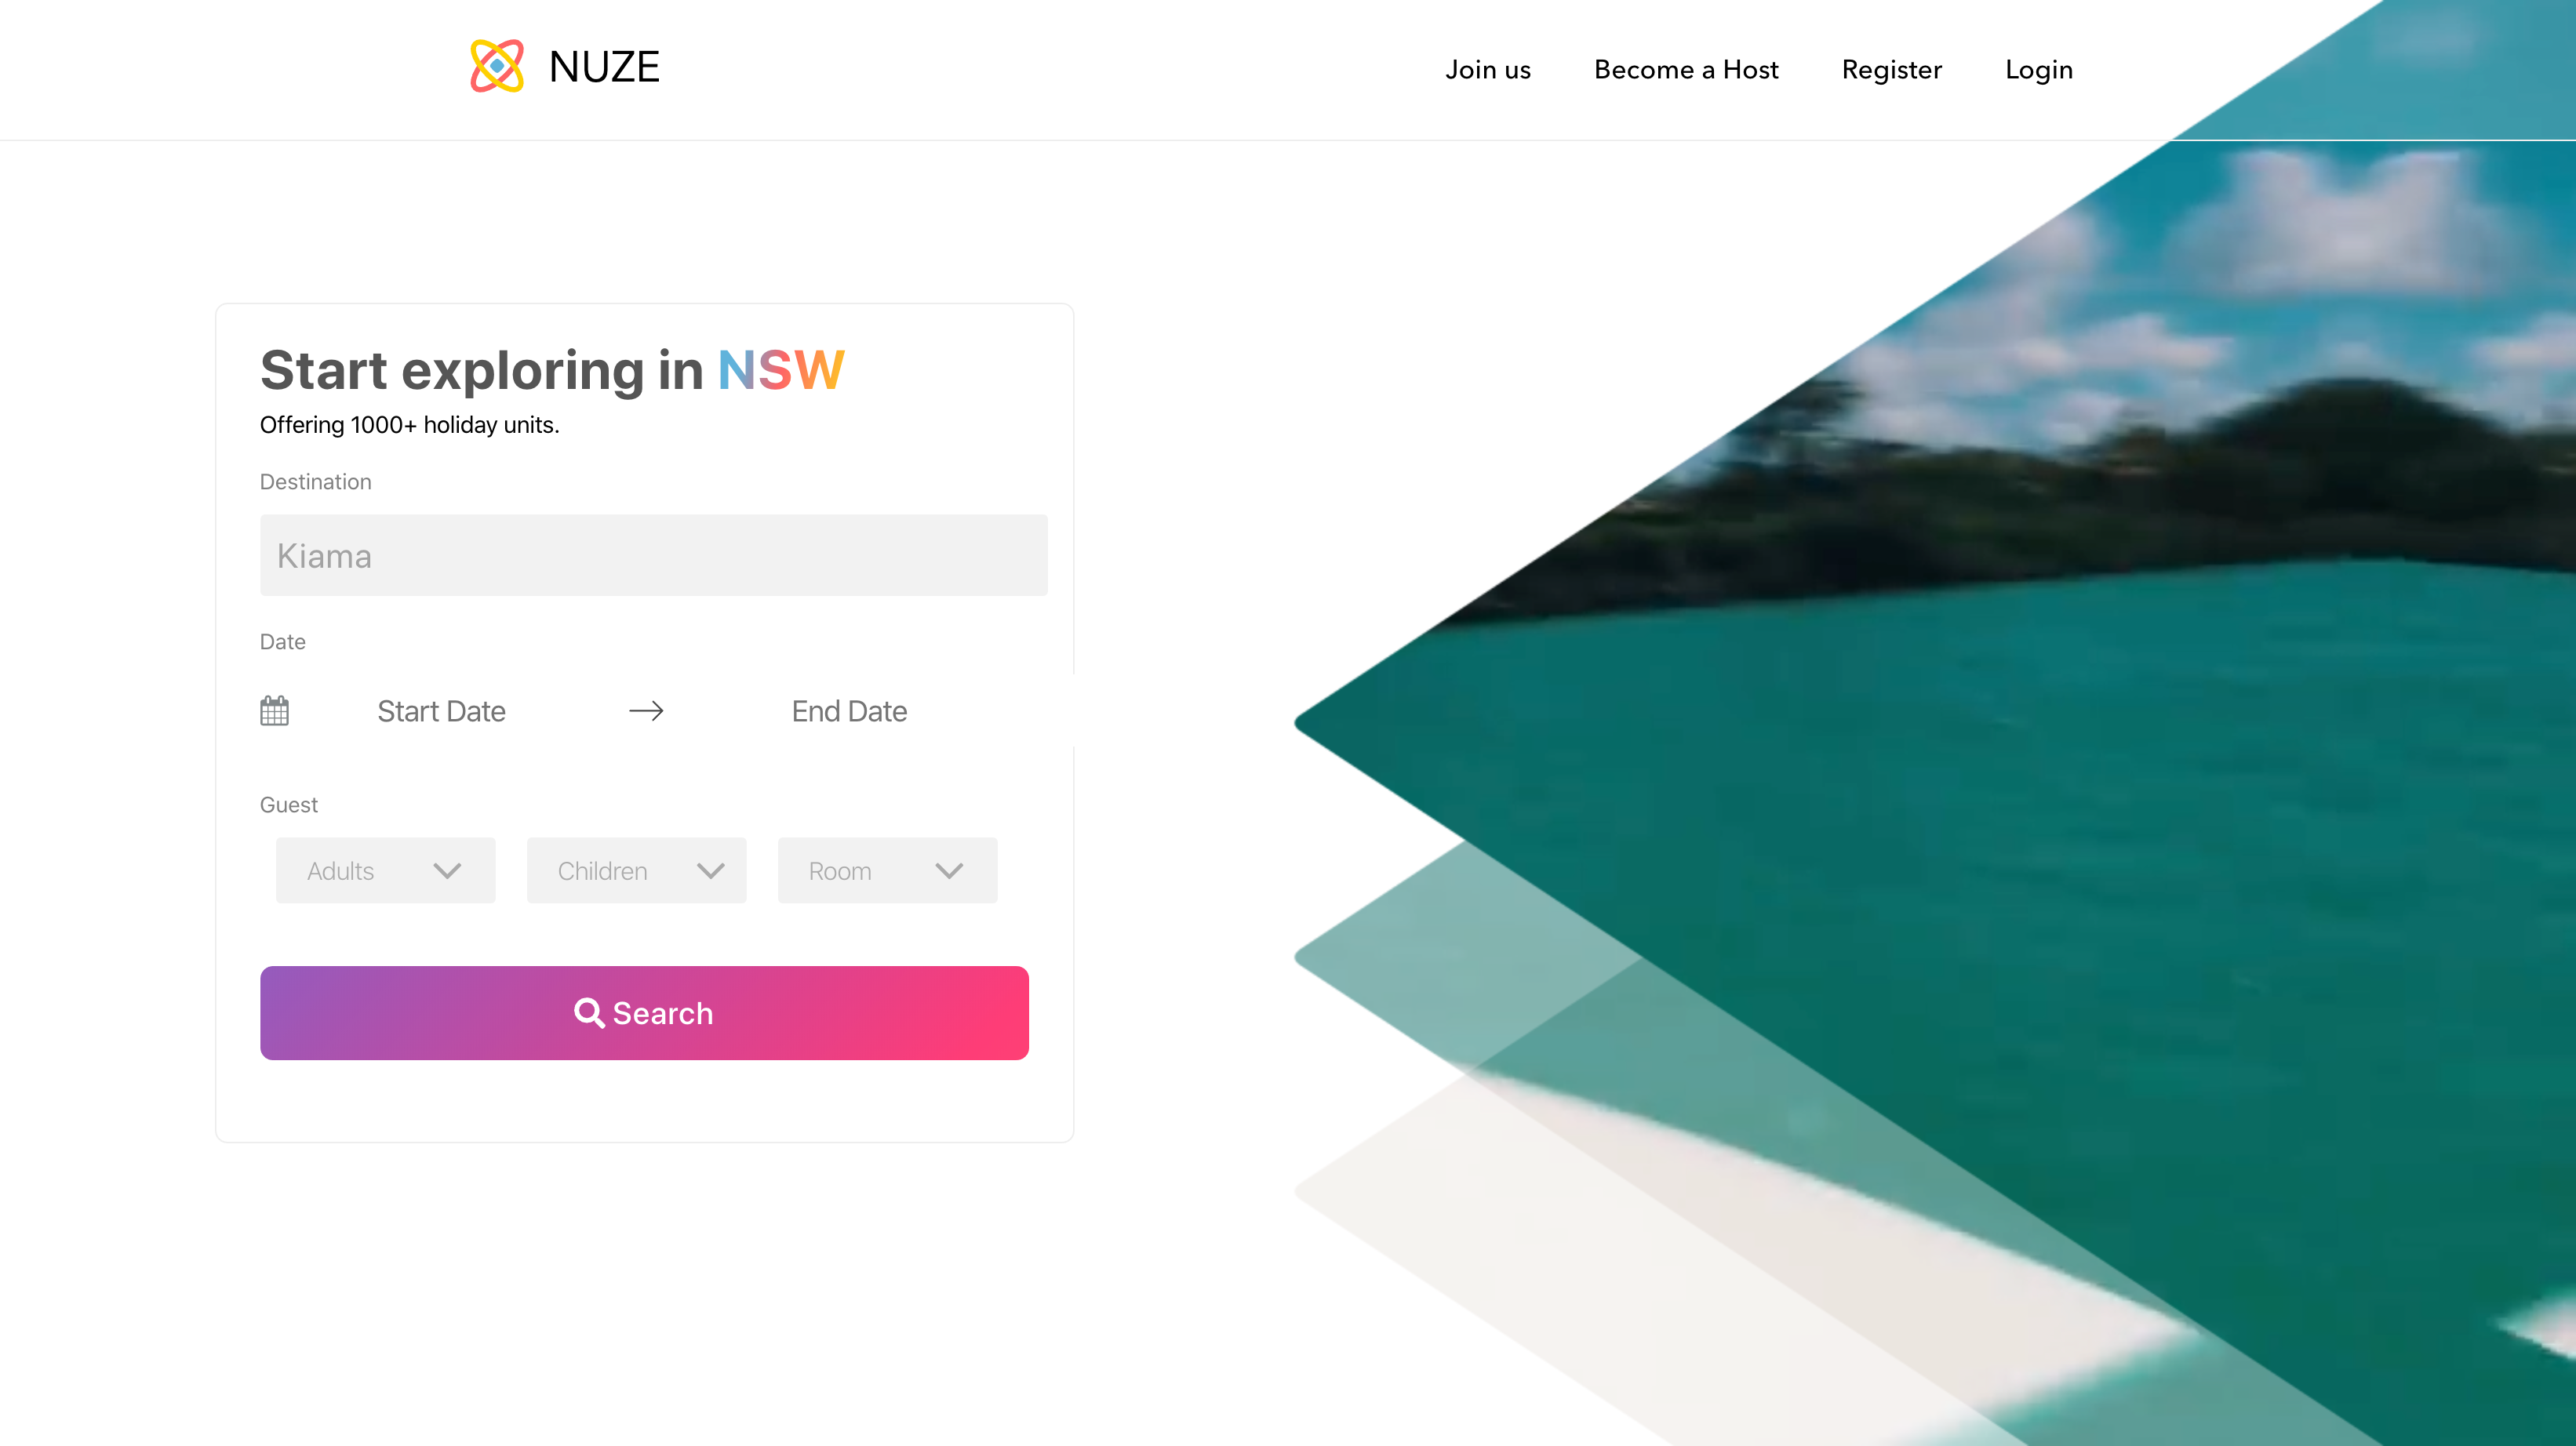 NUZE
Join us Become a Host Register Login
Start exploring in NSW
Offering 1000+ holiday units.
Destination
Kiama
Date
Start Date End Date
Guest
Adults Children Room
Search